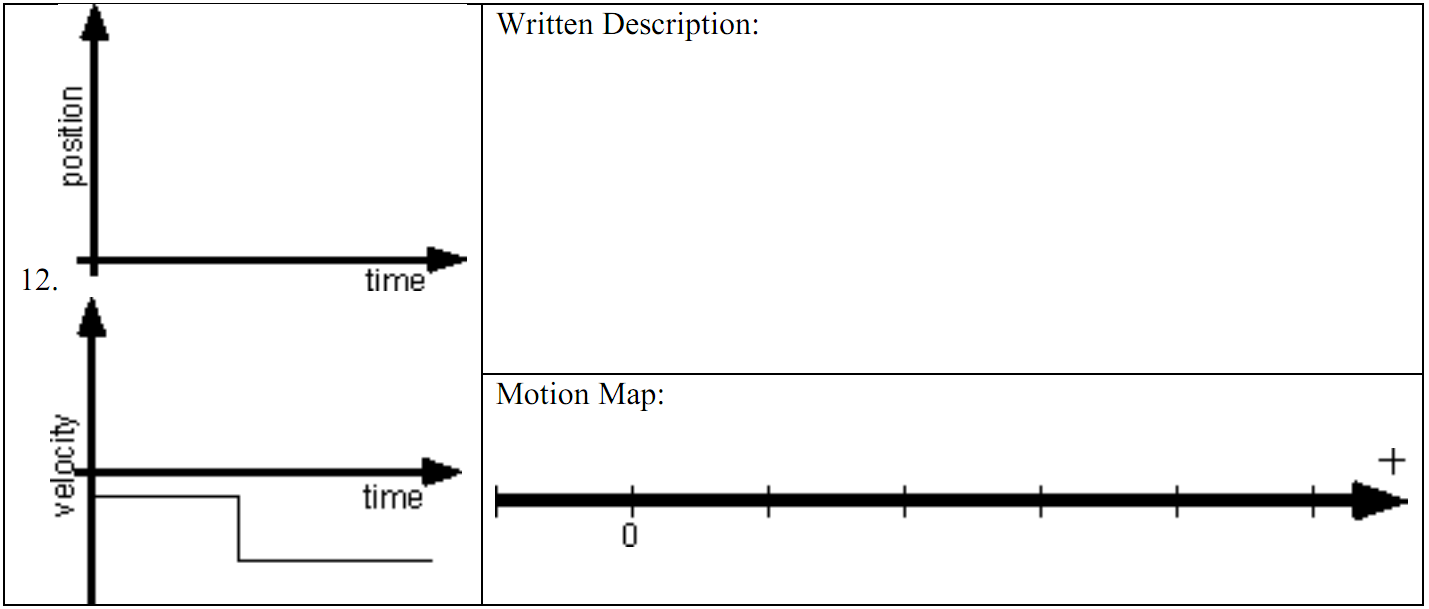 position
time
12.
velocity
time
Written Description:
Motion Map:
+
0